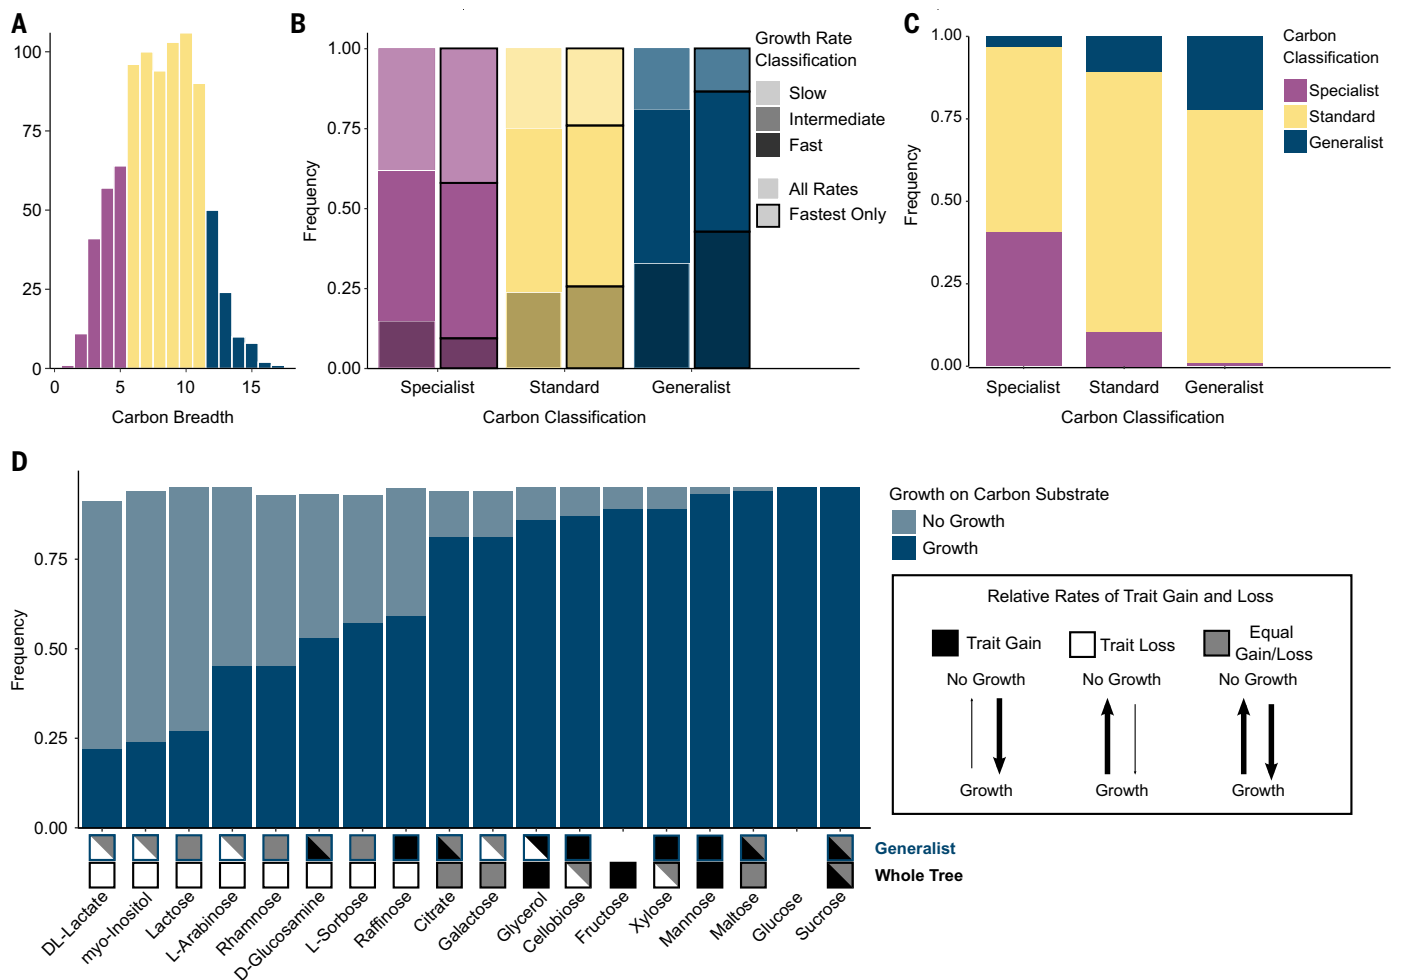 A
100
75
50
25
0
0 5 10 15
Carbon Breadth
B
Frequency
1.00
0.75
0.50
0.25
0.00
Specialist Standard Generalist
Carbon Classification
Growth Rate
Classification
Slow
Intermediate
Fast
All Rates
Fastest Only
C
Frequency
1.00
0.75
0.50
0.25
0.00
Specialist Standard Generalist
Carbon Classification
Carbon
Classification
Specialist
Standard
Generalist
D
Frequency
0.75
0.50
0.25
0.00
Generalist
Whole Tree
DL-Lactate
myo-Inositol
Lactose
L-Arabinose
Rhamnose
D-Glucosamine
L-Sorbose
Raffinose
Citrate
Galactose
Glycerol
Cellobiose
Fructose
Xylose
Mannose
Maltose
Glucose
Sucrose
Growth on Carbon Substrate
No Growth
Growth
Relative Rates of Trait Gain and Loss
Trait Gain
Trait Loss
Equal
Gain/Loss
No Growth No Growth No Growth
Growth Growth Growth